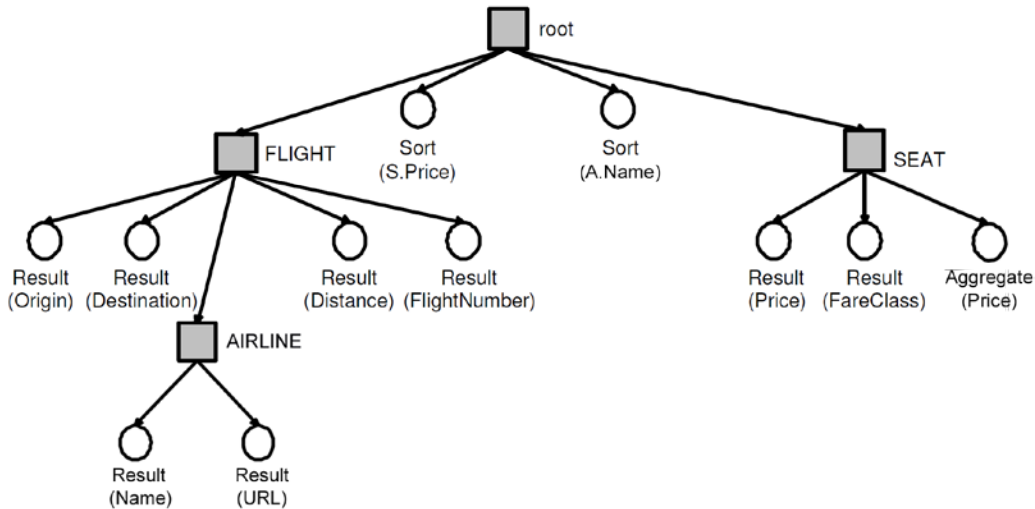 root
FLIGHT
Sort
(S.Price)
Sort
(A.Name)
SEAT
Result
(Origin)
Result
(Destination)
Result
(Distance)
Result
(FlightNumber)
Result
(Price)
Result
(FareClass)
Aggregate
(Price)
AIRLINE
Result
(Name)
Result
(URL)